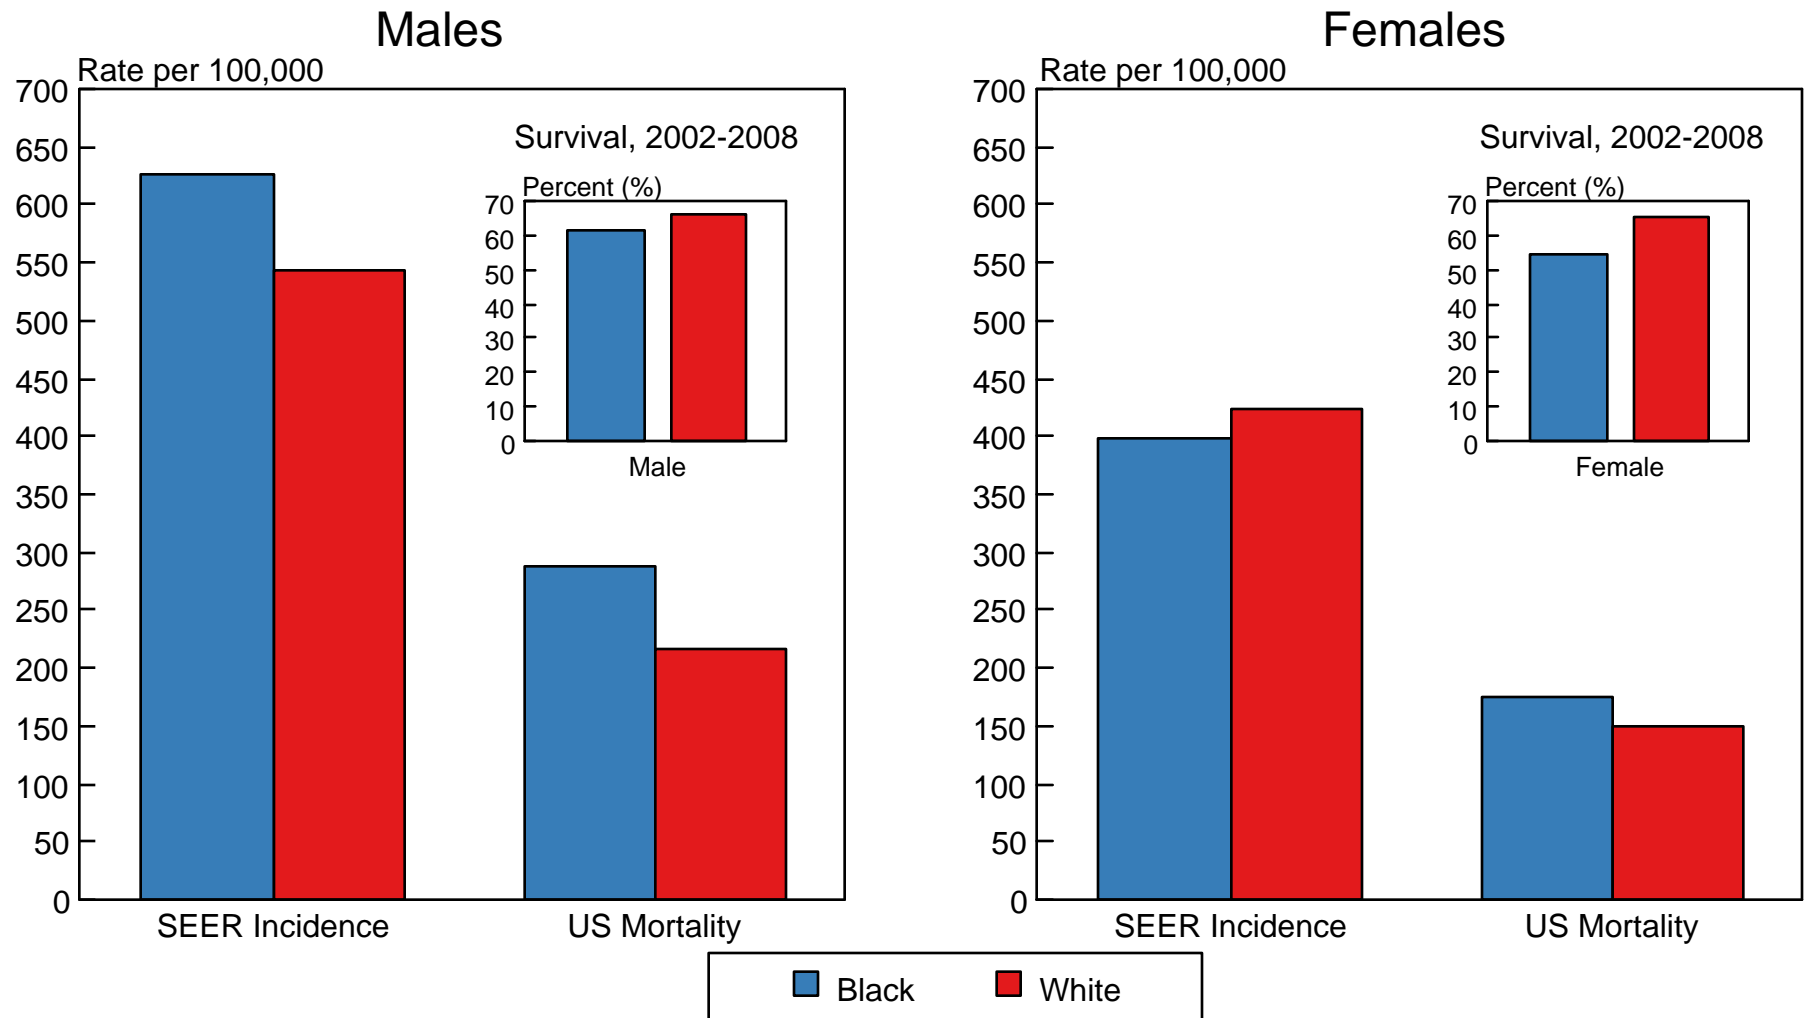 Males
Rate per 100,000
700
650
600
550
500
450
400
350
300
250
200
150
100
50
0
Survival, 2002-2008
Percent (%)
70
60
50
40
30
20
10
0
Male
SEER Incidence
US Mortality
Females
Rate per 100,000
700
650
600
550
500
450
400
350
300
250
200
150
100
50
0
Survival, 2002-2008
Percent (%)
70
60
50
40
30
20
10
0
Female
SEER Incidence
US Mortality
Black
White